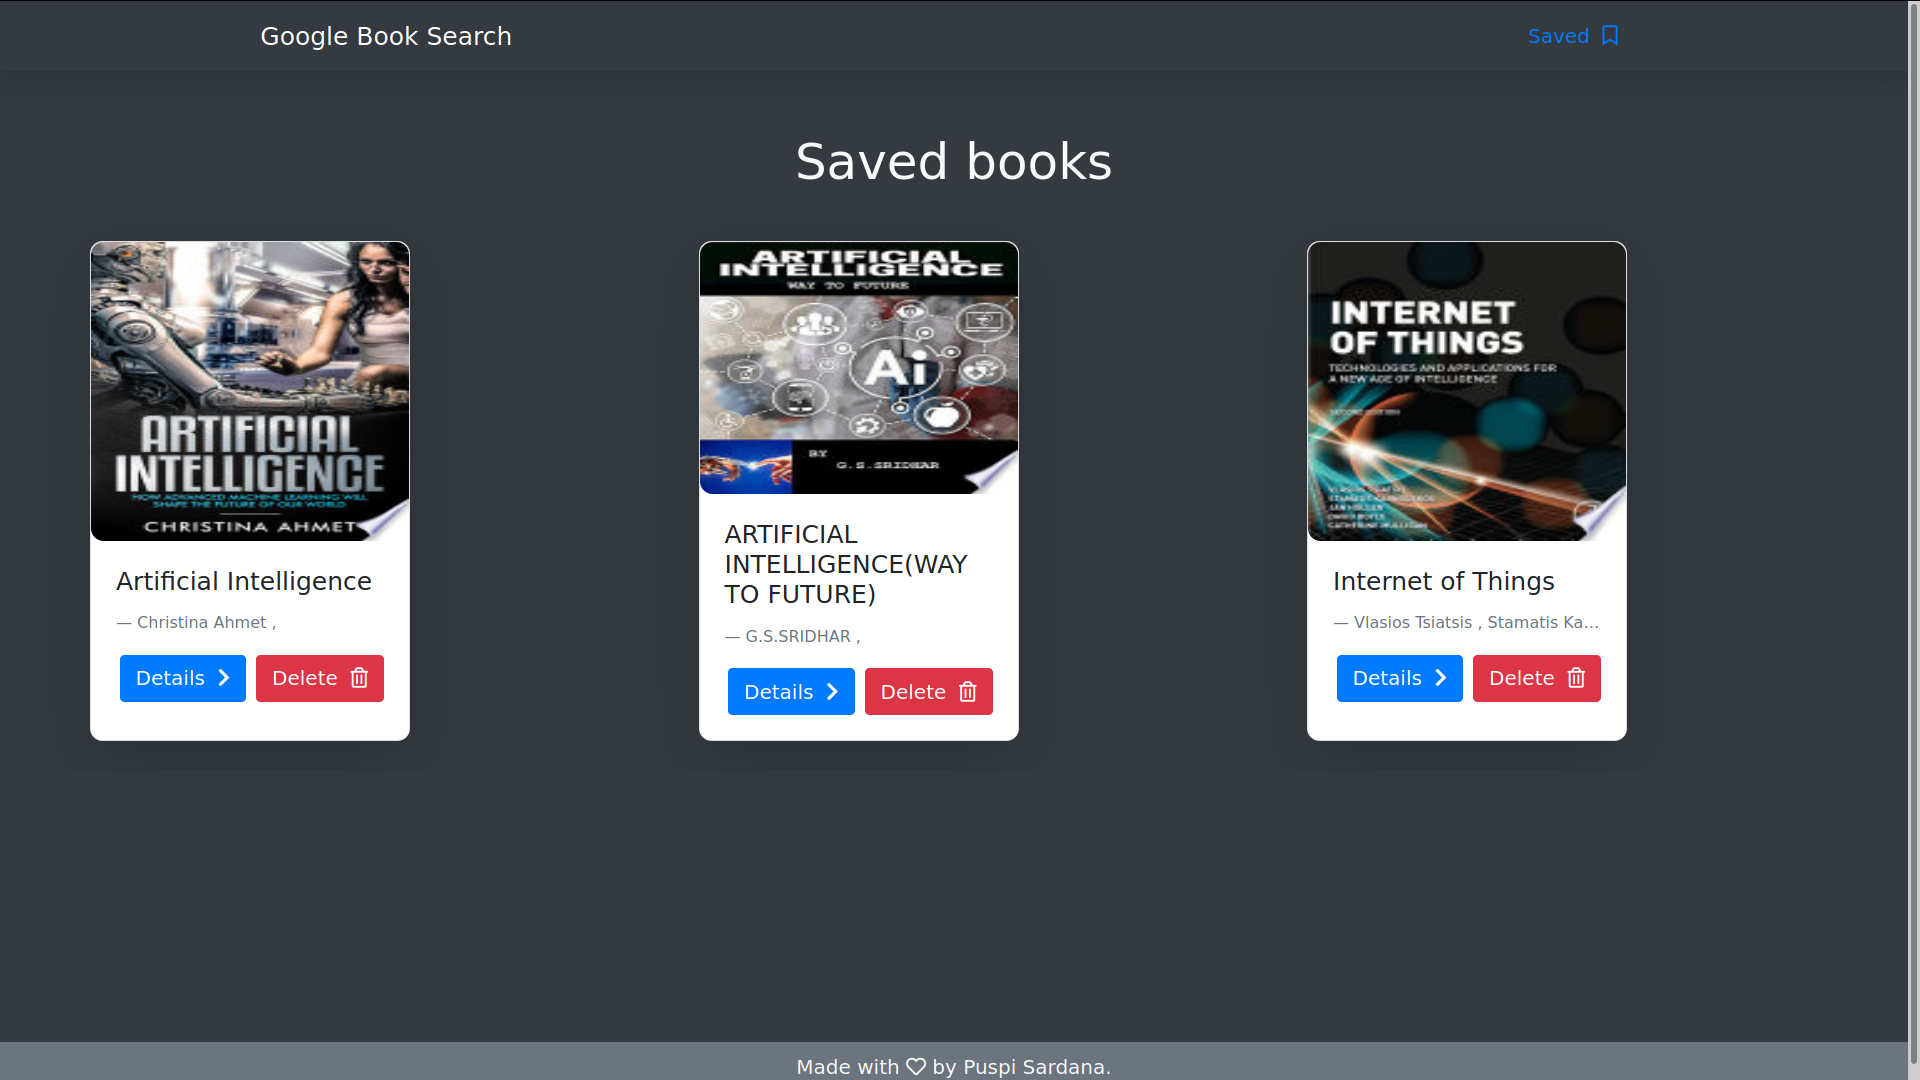 Google Book Search
Saved
Saved books
ARTIFICIAL
INTELLIGENCE
HOW ADVANCED MACHINE LEARNING WILL
SHAPE THE FUTURE OF OUR WORLD
CHRISTINA AHMET
Artificial Intelligence
— Christina Ahmet ,
Details
Delete
ARTIFICIAL
INTELLIGENCE
WAY TO FUTURE
Ai
BY
G.S.SRIDHAR
ARTIFICIAL
INTELLIGENCE(WAY
TO FUTURE)
— G.S.SRIDHAR ,
Details
Delete
INTERNET
OF THINGS
TECHNOLOGIES AND APPLICATIONS FOR
A NEW AGE OF INTELLIGENCE
SECOND EDITION
Internet of Things
— Vlasios Tsiatsis , Stamatis Ka...
Details
Delete
Made with
by Puspi Sardana.